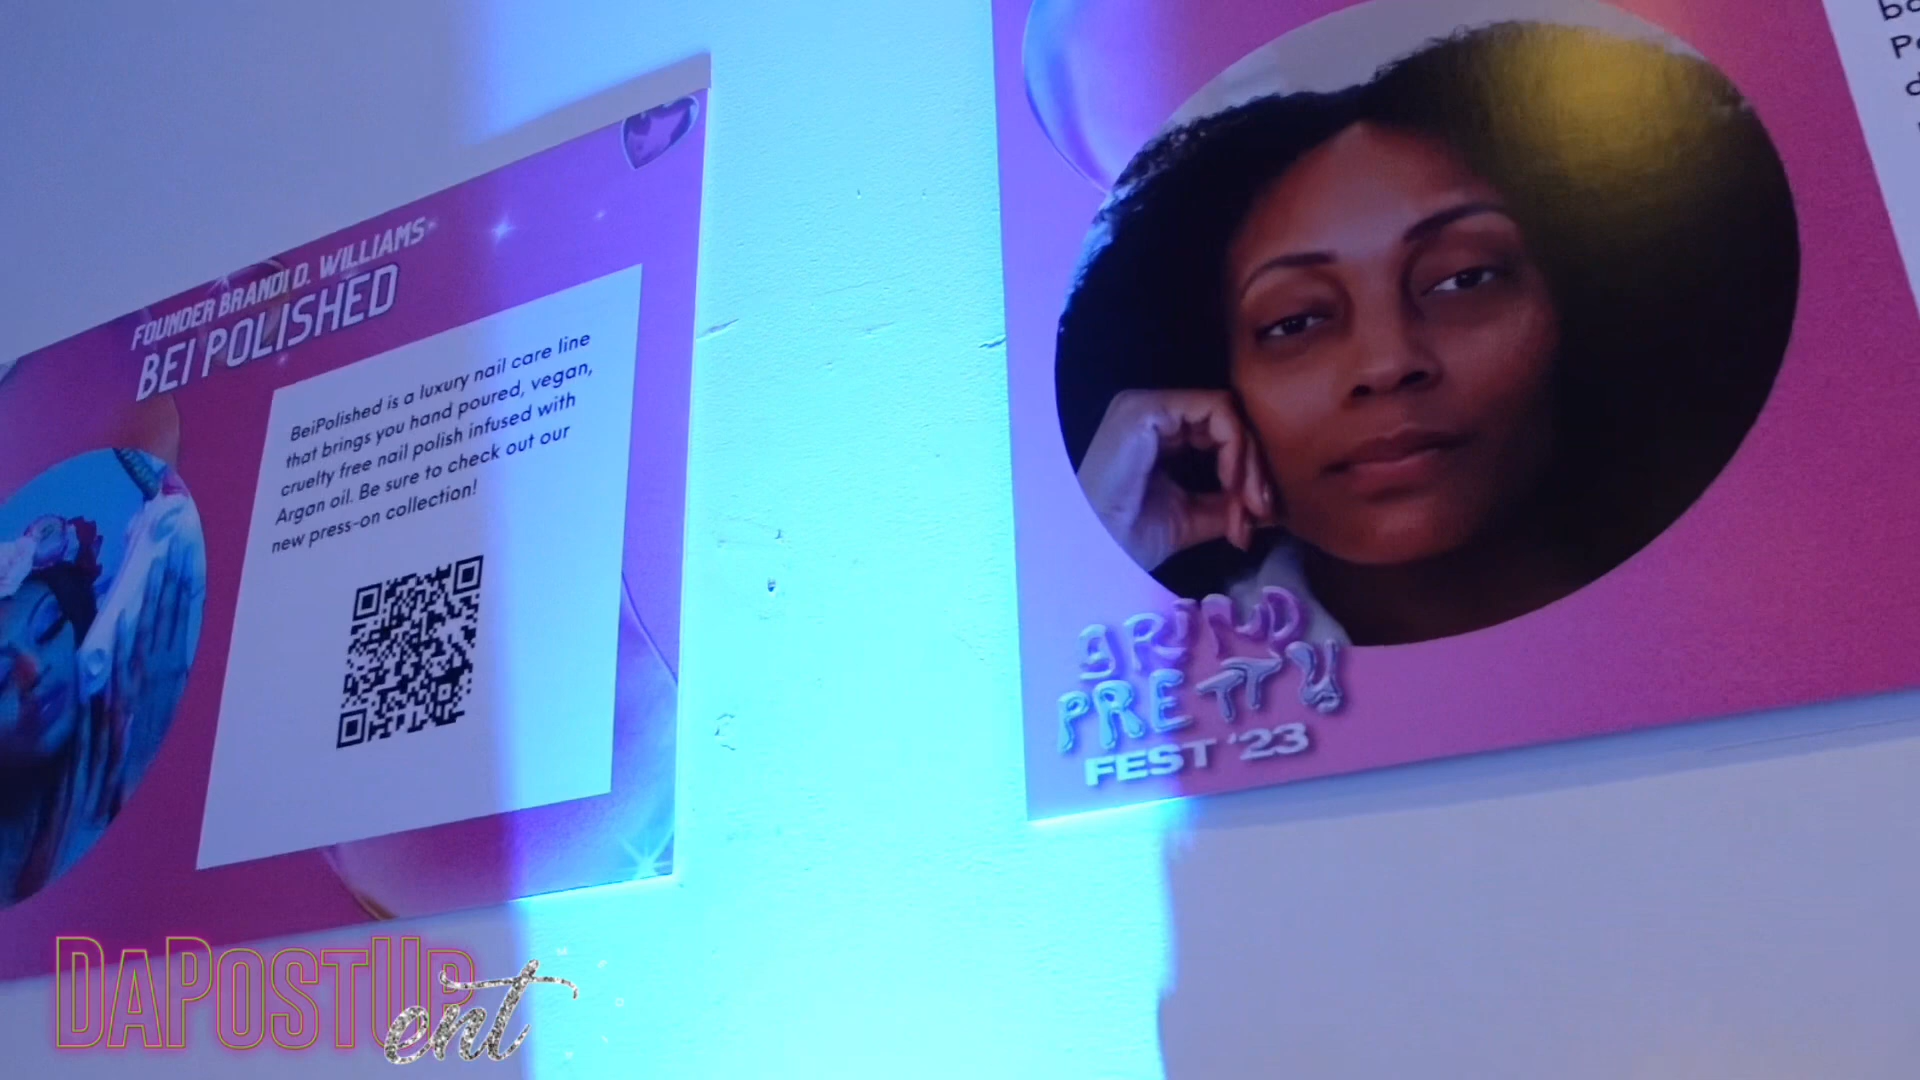 FOUNDER BRANDI D. WILLIAMS
BEI POLISHED
BeiPolished is a luxury nail care line
that brings you hand poured, vegan,
cruelty free nail polish infused with
Argan oil. Be sure to check out our
new press-on collection!
GRIND
PRETTY
FEST '23
DAPOSTUP
ent